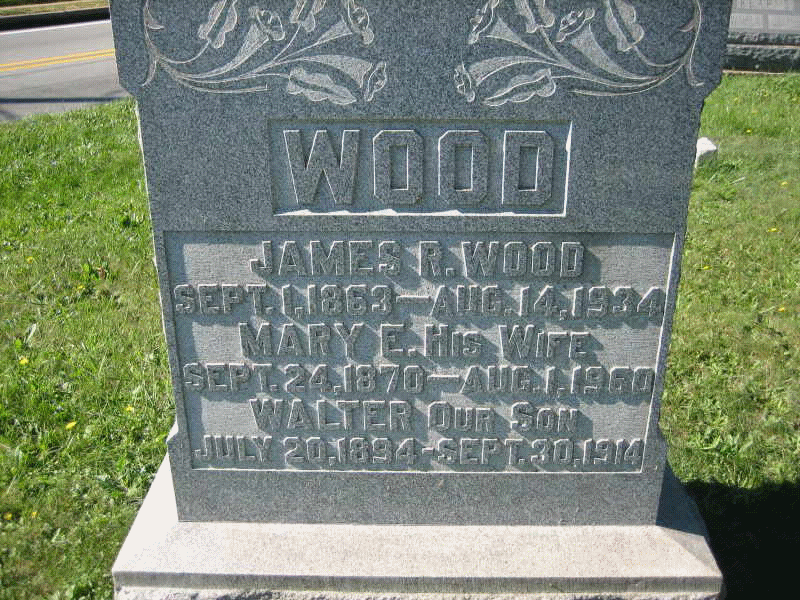 WOOD
JAMES R. WOOD
SEPT. 1, 1863—AUG. 14, 1934
MARY E. HIS WIFE
SEPT. 24, 1870—AUG. 1, 1960
WALTER OUR SON
JULY 20, 1894-SEPT. 30, 1914